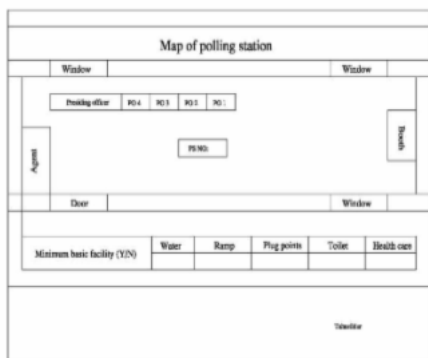 Map of polling station
Window Window
Presiding officer PO 4 PO 3 PO 2 PO 1
Booth
PS NO:
Agent
Door Window
Minimum basic facility (Y/N) Water Ramp Plug points Toilet Health care